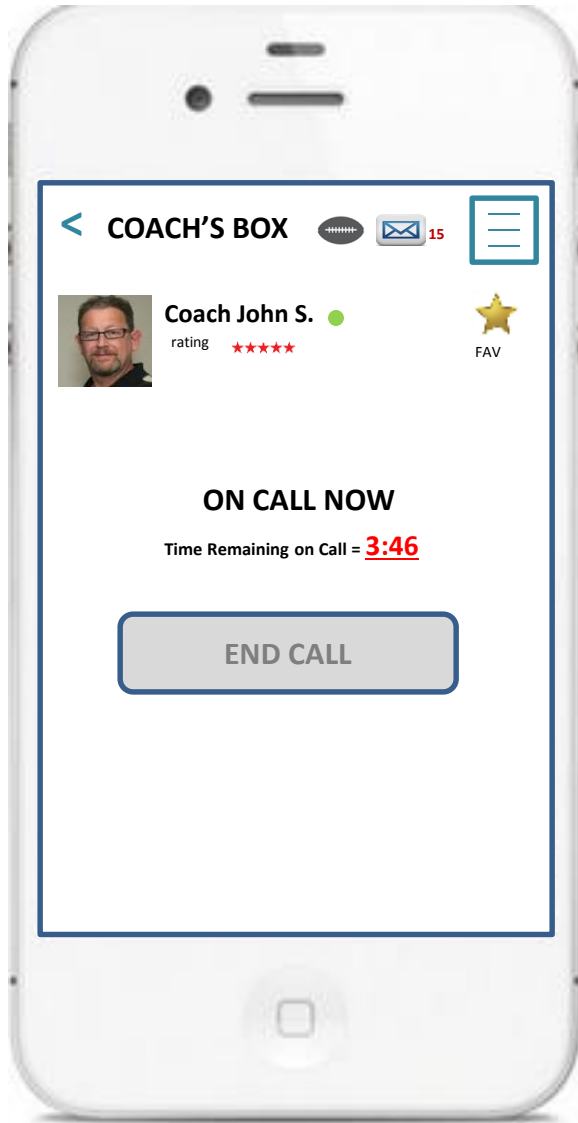 < COACH'S BOX 15
Coach John S.
rating ★★★★★
FAV
ON CALL NOW
Time Remaining on Call = 3:46
END CALL